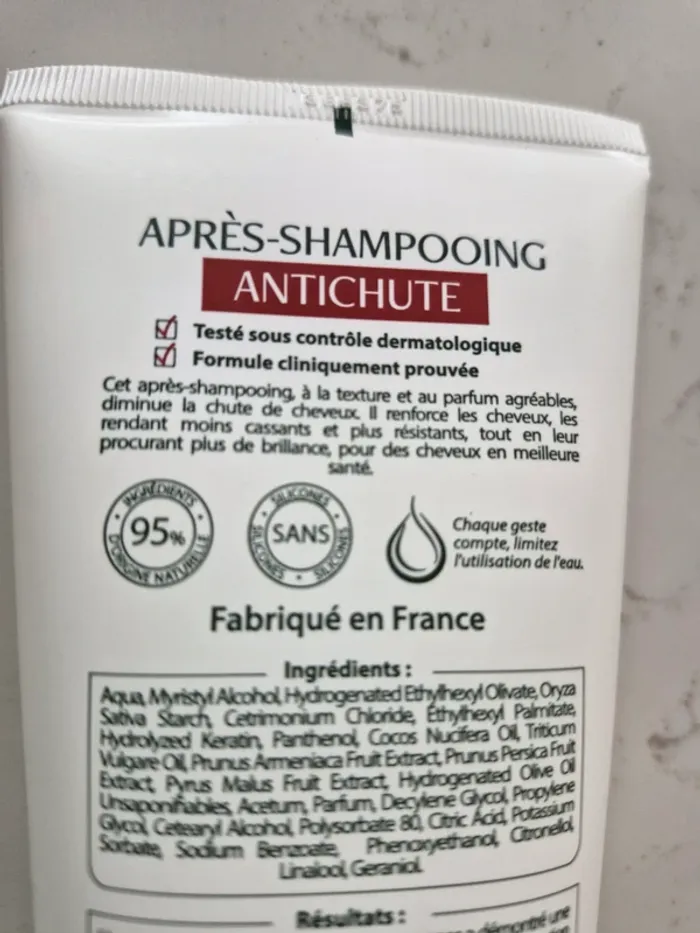 APRÈS-SHAMPOOING
ANTICHUTE
Testé sous contrôle dermatologique
Formule cliniquement prouvée
Cet après-shampooing, à la texture et au parfum agréables,
diminue la chute de cheveux. Il renforce les cheveux, les
rendant moins cassants et plus résistants, tout en leur
procurant plus de brillance, pour des cheveux en meilleure
santé.
INGRÉDIENTS
95%
D'ORIGINE NATURELLE
SILICONES
SANS
SILICONES • SILICONES
Chaque geste
compte, limitez
l'utilisation de l'eau.
Fabriqué en France
Ingrédients :
Aqua, Myristyl Alcohol, Hydrogenated Ethylhexyl Olivate, Oryza
Sativa Starch, Cetrimonium Chloride, Ethylhexyl Palmitate,
Hydrolyzed Keratin, Panthenol, Cocos Nucifera Oil, Triticum
Vulgare Oil, Prunus Armeniaca Fruit Extract, Prunus Persica Fruit
Extract, Pyrus Malus Fruit Extract, Hydrogenated Olive Oil
Unsaponifiables, Acetum, Parfum, Decylene Glycol, Propylene
Glycol, Cetearyl Alcohol, Polysorbate 80, Citric Acid, Potassium
Sorbate, Sodium Benzoate, Phenoxyethanol, Citronellol,
Linalool, Geraniol.
Résultats :
démontré une